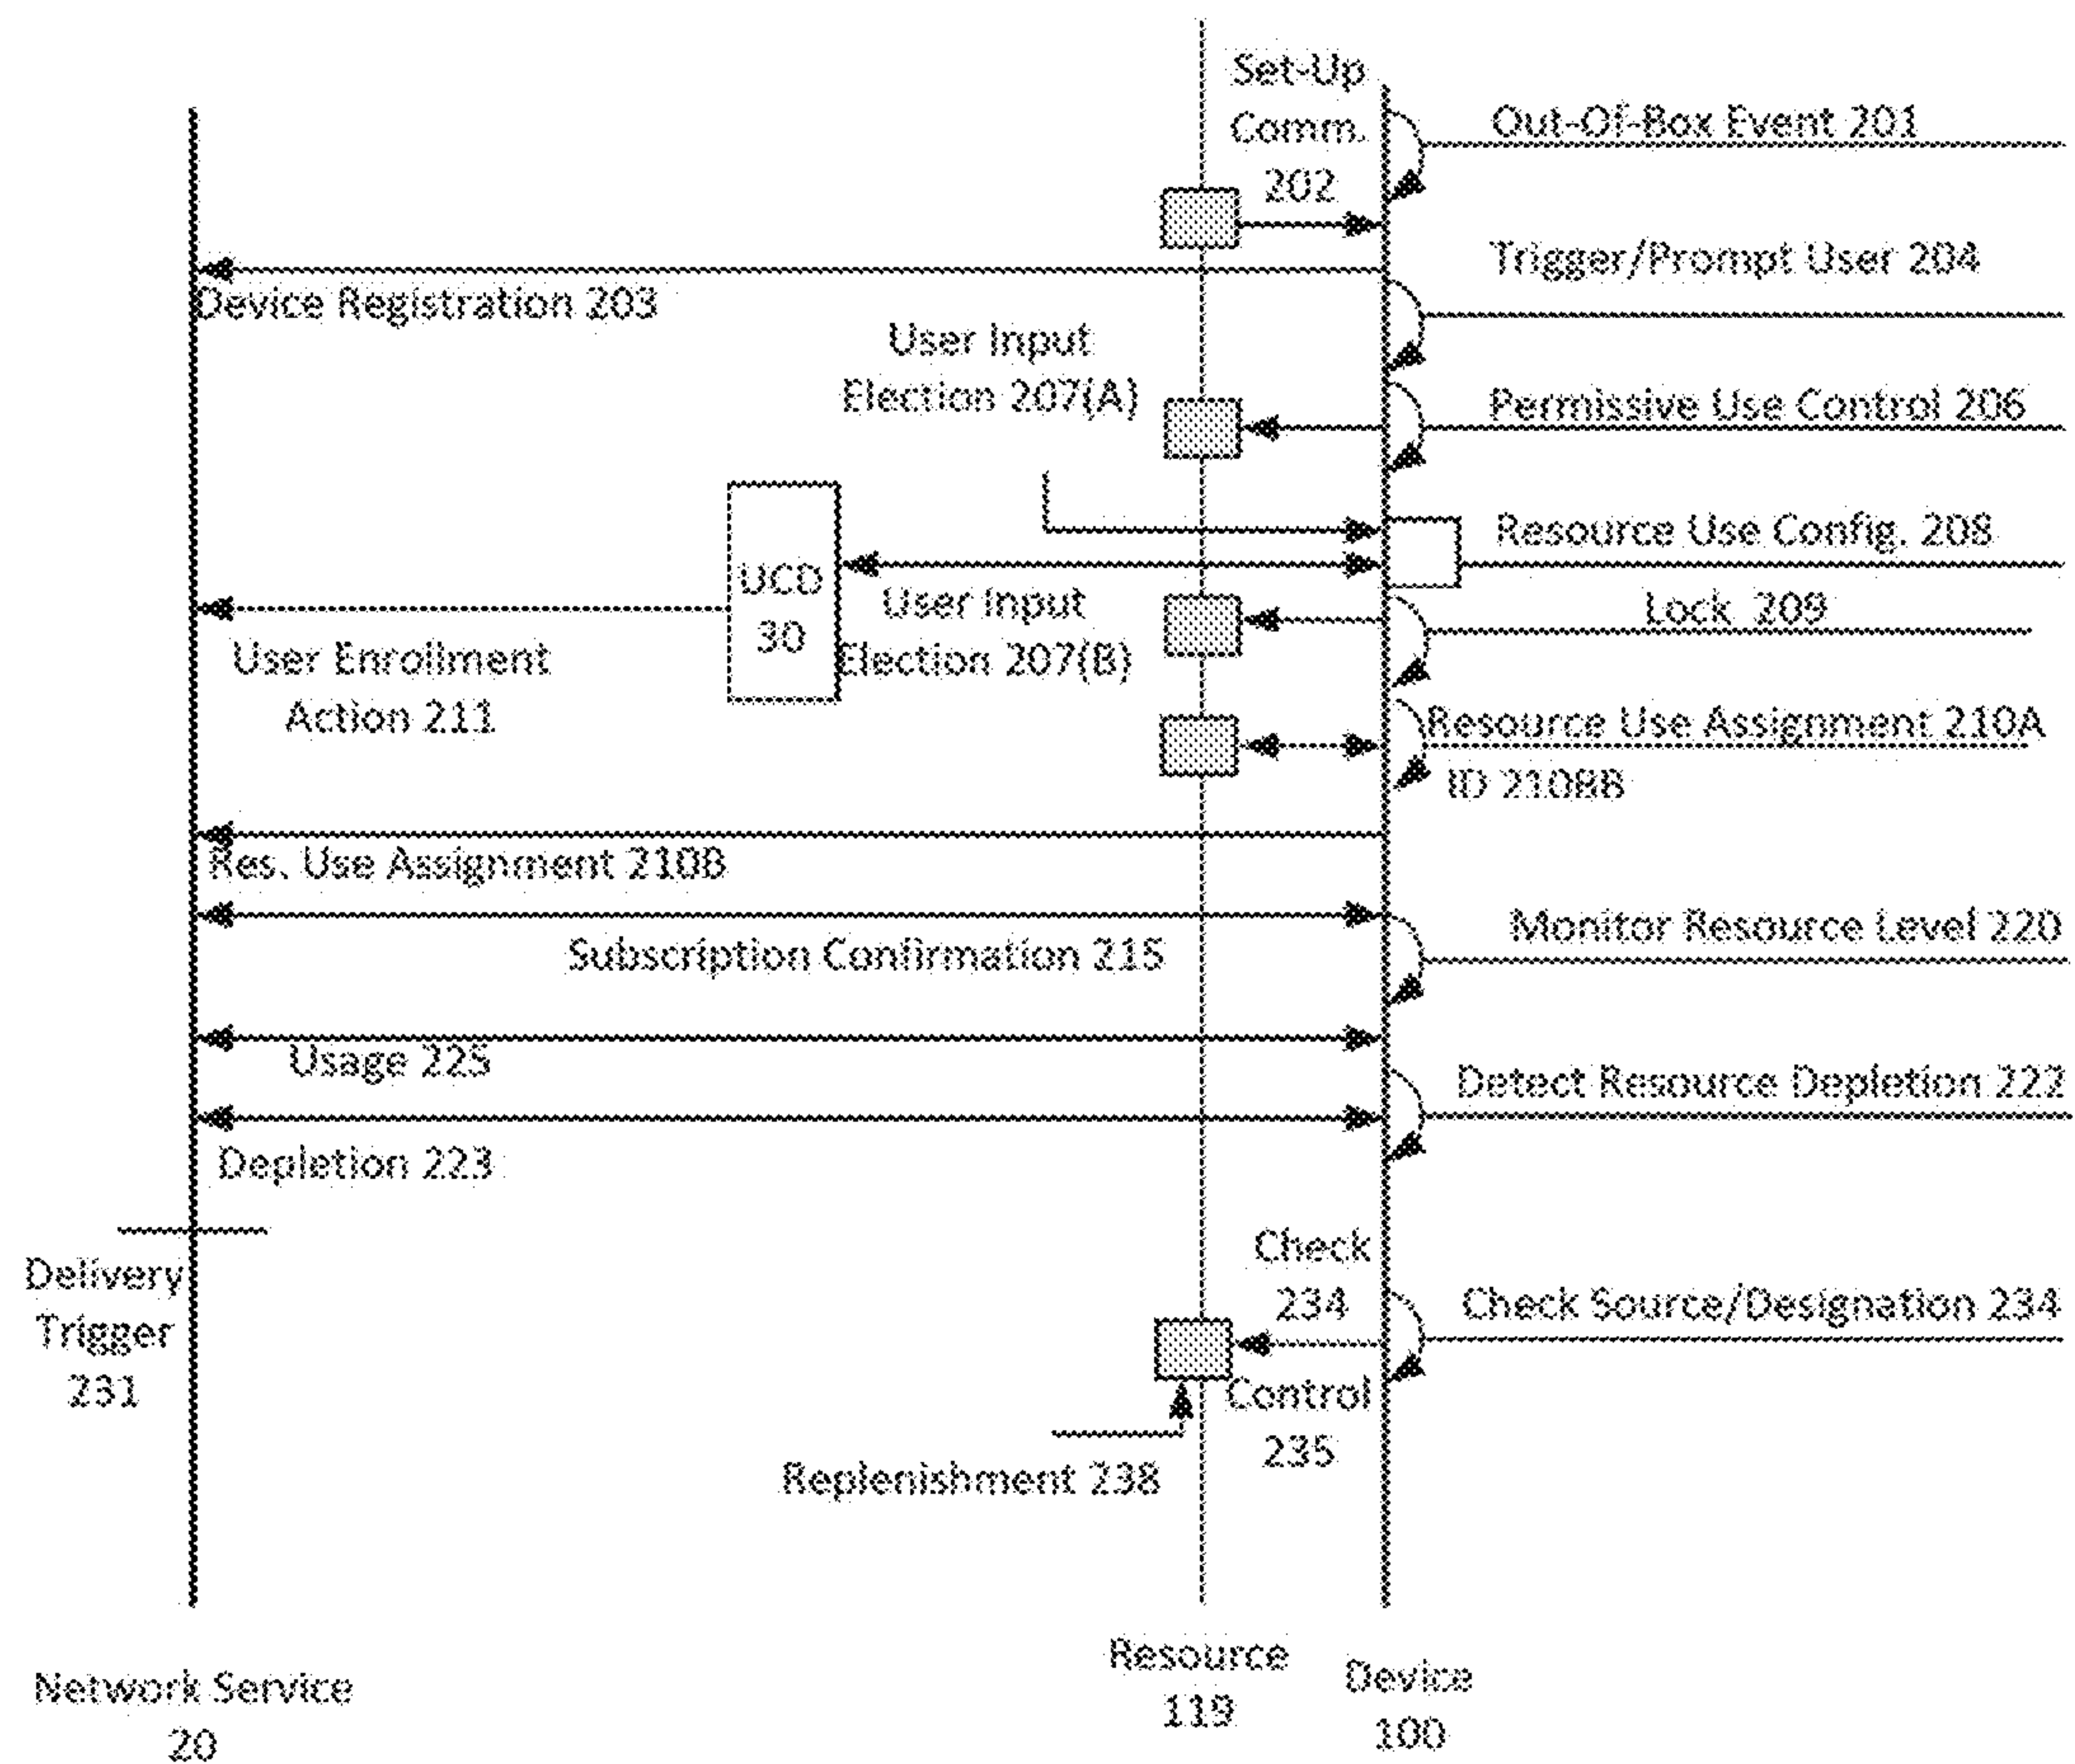 Set-Up
Comm.
202
Out-Of-Box Event 201
Trigger/Prompt User 204
Device Registration 203
User Input
Election 207(A)
Permissive Use Control 206
Resource Use Config. 208
UCD
30
User Input
Election 207(B)
Lock 209
User Enrollment
Action 211
Resource Use Assignment 210A
ID 210BB
Res. Use Assignment 210B
Monitor Resource Level 220
Subscription Confirmation 215
Usage 225
Detect Resource Depletion 222
Depletion 223
Delivery
Trigger
231
Check
234
Check Source/Designation 234
Control
235
Replenishment 238
Network Service
20
Resource
119
Device
100